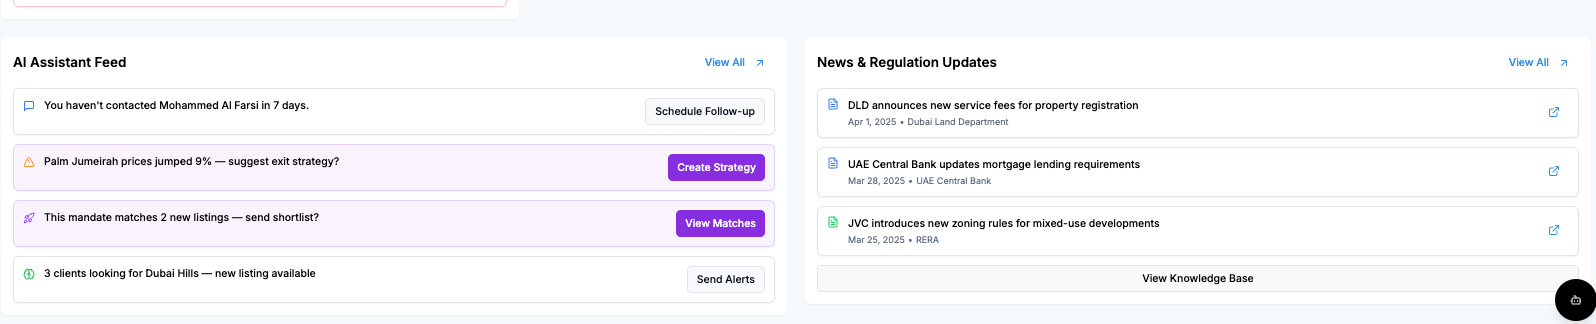 AI Assistant Feed
View All
You haven't contacted Mohammed Al Farsi in 7 days.
Schedule Follow-up
Palm Jumeirah prices jumped 9% — suggest exit strategy?
Create Strategy
This mandate matches 2 new listings — send shortlist?
View Matches
3 clients looking for Dubai Hills — new listing available
Send Alerts
News & Regulation Updates
View All
DLD announces new service fees for property registration
Apr 1, 2025 • Dubai Land Department
UAE Central Bank updates mortgage lending requirements
Mar 28, 2025 • UAE Central Bank
JVC introduces new zoning rules for mixed-use developments
Mar 25, 2025 • RERA
View Knowledge Base